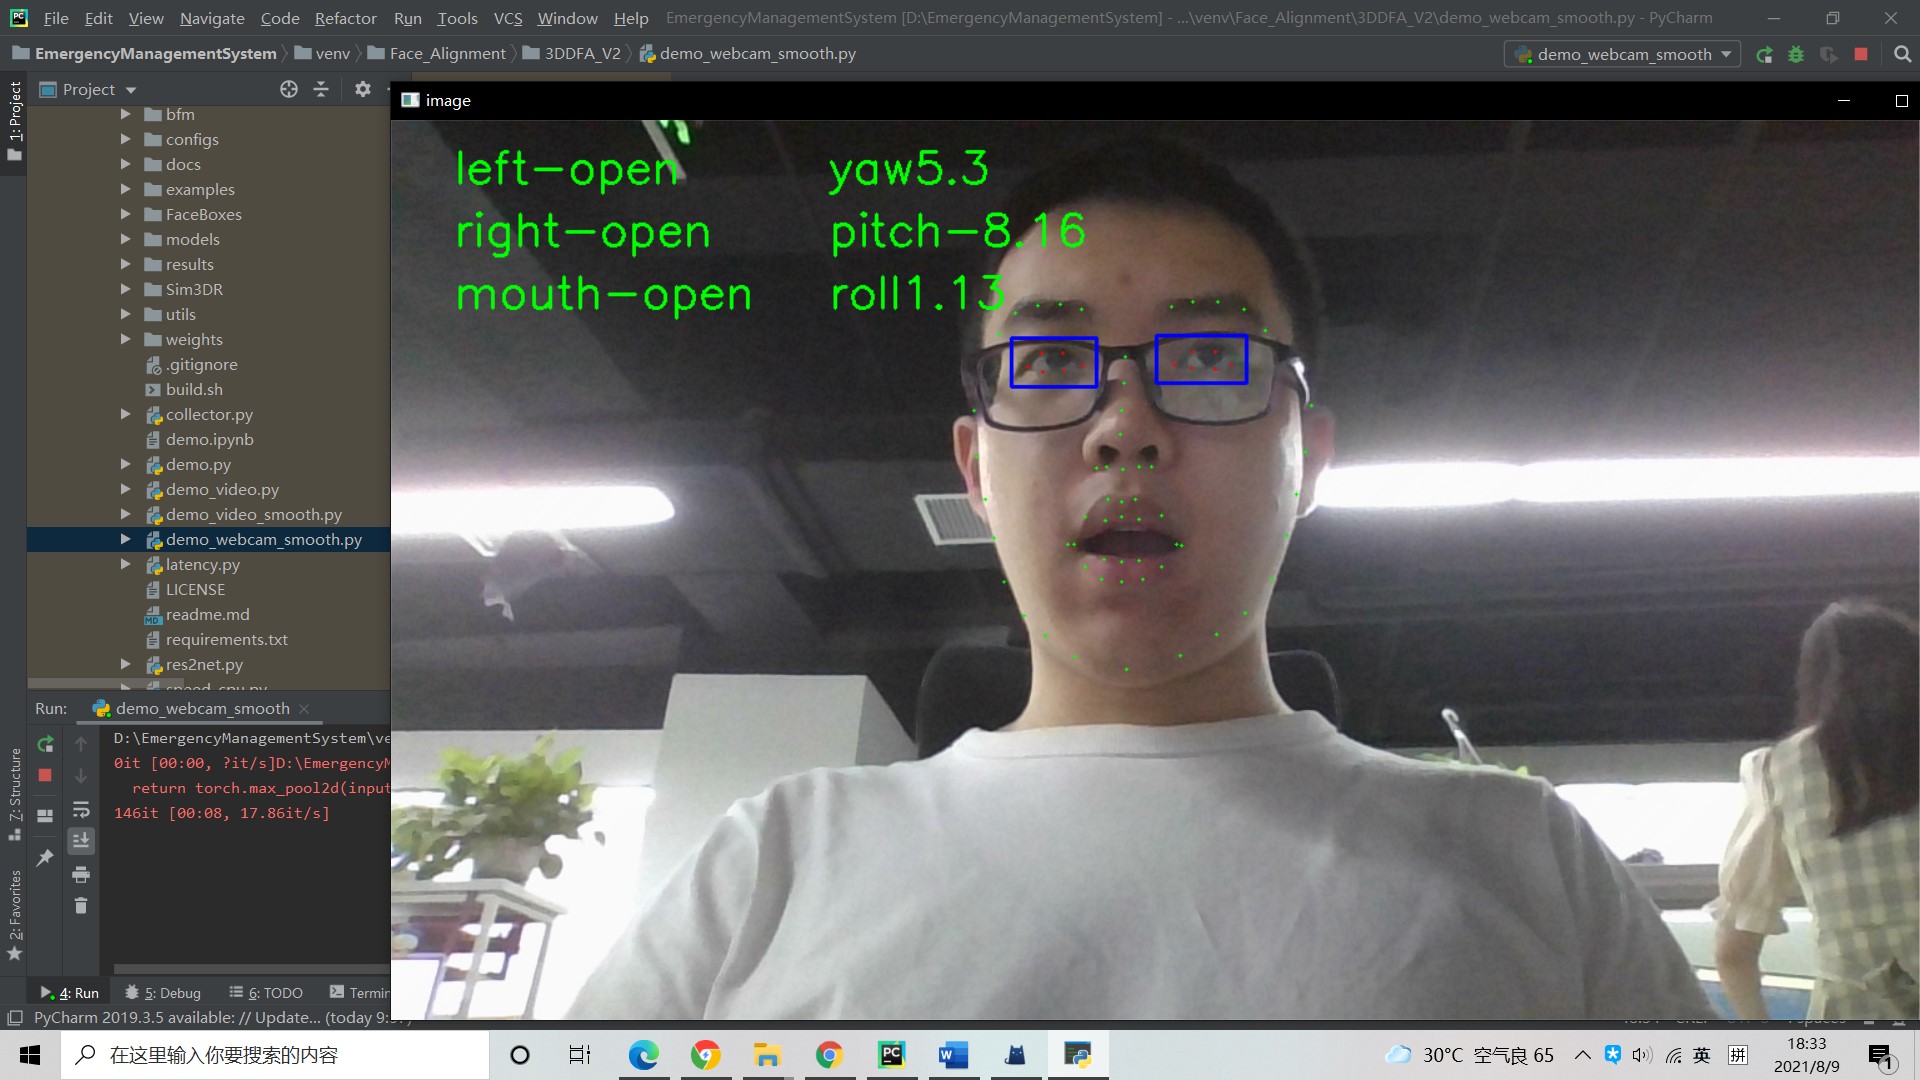 File Edit View Navigate Code Refactor Run Tools VCS Window Help EmergencyManagementSystem [D:\EmergencyManagementSystem] - ...\venv\Face_Alignment\3DDFA_V2\demo_webcam_smooth.py - PyCharm
EmergencyManagementSystem venv Face_Alignment 3DDFA_V2 demo_webcam_smooth.py demo_webcam_smooth
1: Project
Project
image
bfm
configs
docs
examples
FaceBoxes
models
results
Sim3DR
utils
weights
.gitignore
build.sh
collector.py
demo.ipynb
demo.py
demo_video.py
demo_video_smooth.py
demo_webcam_smooth.py
latency.py
LICENSE
readme.md
requirements.txt
res2net.py
speed_cpu.py
left-open yaw5.3
right-open pitch-8.16
mouth-open roll1.13
Run: demo_webcam_smooth
D:\EmergencyManagementSystem\ve
0it [00:00, ?it/s]D:\EmergencyM
return torch.max_pool2d(input
146it [00:08, 17.86it/s]
7: Structure
2: Favorites
4: Run 5: Debug 6: TODO Termin
PyCharm 2019.3.5 available: // Update... (today 9:
在这里输入你要搜索的内容
30°C 空气良 65 英 拼 18:33
2021/8/9
1